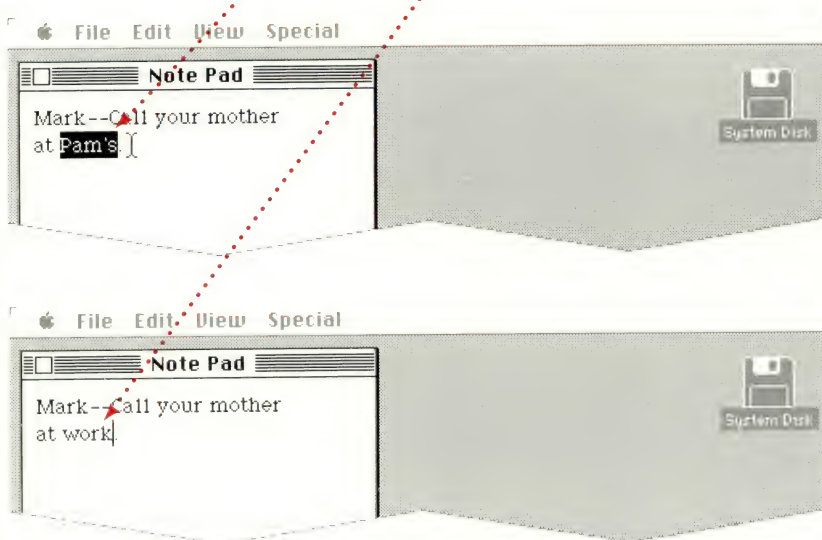 File Edit View Special
Note Pad
Mark--Call your mother
at Pam's.
System Disk
File Edit View Special
Note Pad
Mark--Call your mother
at work.
System Disk